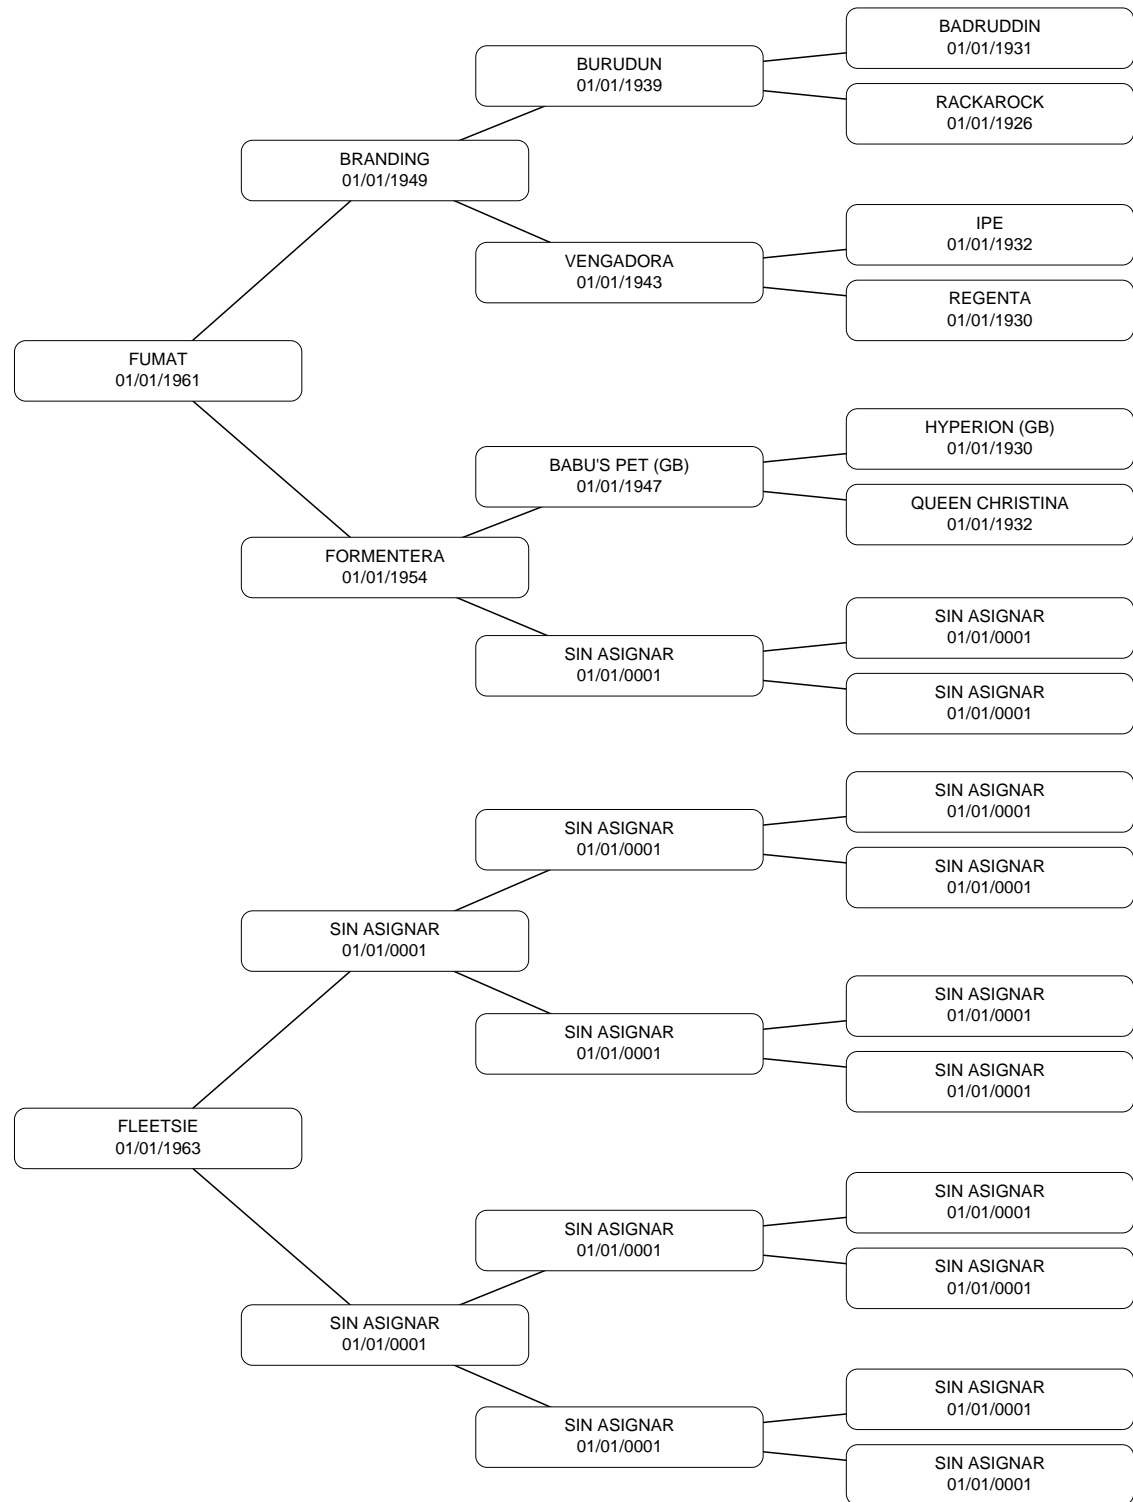 BADRUDDIN
01/01/1931
BURUDUN
01/01/1939
RACKAROCK
01/01/1926
BRANDING
01/01/1949
IPE
01/01/1932
VENGADORA
01/01/1943
REGENTA
01/01/1930
FUMAT
01/01/1961
HYPERION (GB)
01/01/1930
BABU'S PET (GB)
01/01/1947
QUEEN CHRISTINA
01/01/1932
FORMENTERA
01/01/1954
SIN ASIGNAR
01/01/0001
SIN ASIGNAR
01/01/0001
SIN ASIGNAR
01/01/0001
SIN ASIGNAR
01/01/0001
SIN ASIGNAR
01/01/0001
SIN ASIGNAR
01/01/0001
SIN ASIGNAR
01/01/0001
SIN ASIGNAR
01/01/0001
SIN ASIGNAR
01/01/0001
SIN ASIGNAR
01/01/0001
FLEETSIE
01/01/1963
SIN ASIGNAR
01/01/0001
SIN ASIGNAR
01/01/0001
SIN ASIGNAR
01/01/0001
SIN ASIGNAR
01/01/0001
SIN ASIGNAR
01/01/0001
SIN ASIGNAR
01/01/0001
SIN ASIGNAR
01/01/0001